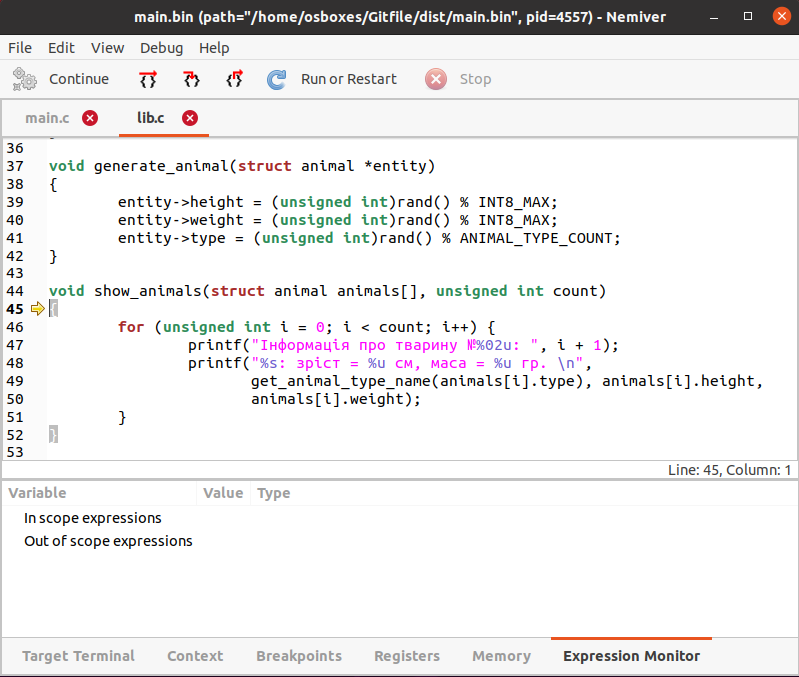 main.bin (path="/home/osboxes/Gitfile/dist/main.bin", pid=4557) - Nemiver
File Edit View Debug Help
Continue Run or Restart Stop
main.c lib.c
36
37 void generate_animal(struct animal *entity)
38 {
39 entity->height = (unsigned int)rand() % INT8_MAX;
40 entity->weight = (unsigned int)rand() % INT8_MAX;
41 entity->type = (unsigned int)rand() % ANIMAL_TYPE_COUNT;
42 }
43
44 void show_animals(struct animal animals[], unsigned int count)
45 {
46 for (unsigned int i = 0; i < count; i++) {
47 printf("Інформація про тварину №%02u: ", i + 1);
48 printf("%s: зріст = %u см, маса = %u гр. \n",
49 get_animal_type_name(animals[i].type), animals[i].height,
50 animals[i].weight);
51 }
52 }
53
Line: 45, Column: 1
Variable Value Type
In scope expressions
Out of scope expressions
Target Terminal Context Breakpoints Registers Memory Expression Monitor